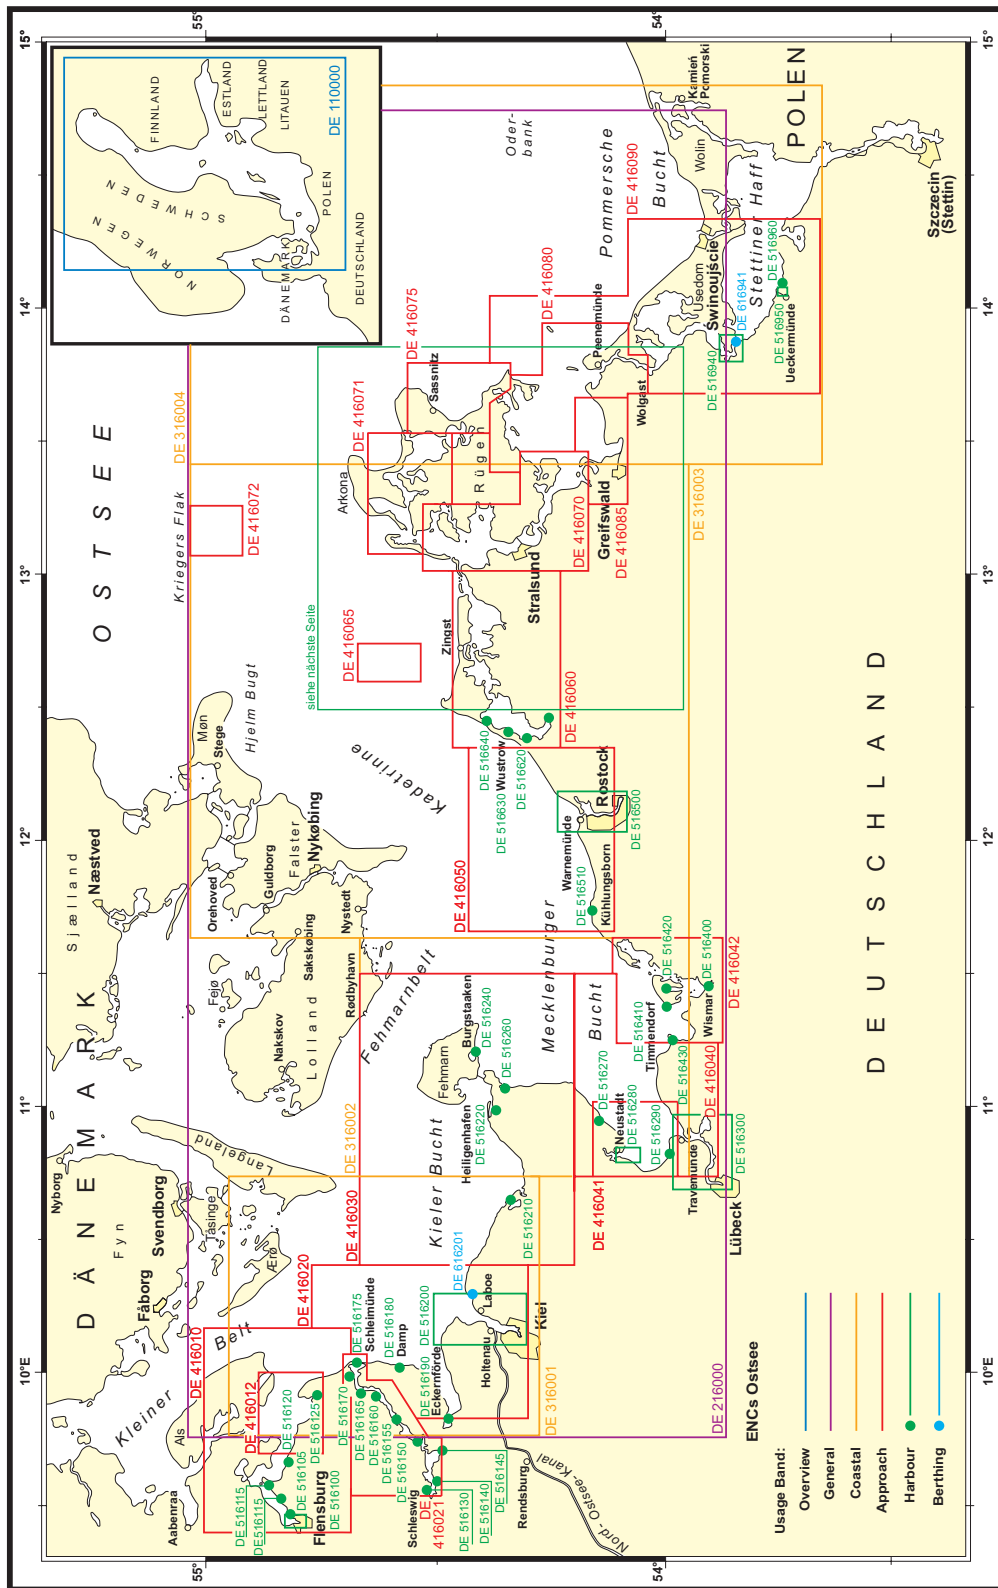 15°
14°
13°
12°
11°
10°E
15°
14°
13°
12°
11°
10°E
55°
54°
55°
54°
NORWEGEN
SCHWEDEN
FINNLAND
ESTLAND
LETTLAND
LITAUEN
DÄNEMARK
POLEN
DEUTSCHLAND
DE 110000
OSTSEE
DÄNEMARK
DEUTSCHLAND
POLEN
Kriegers Flak
Hjelm Bugt
Kadetrinne
Fehmarnbelt
Mecklenburger
Bucht
Kieler Bucht
Kleiner
Belt
Pommersche
Bucht
Oder-
bank
Stettiner Haff
Nord-Ostsee-Kanal
Sjælland
Næstved
Møn
Stege
Orehoved
Guldborg
Falster
Nykøbing
Fejø
Sakskøbing
Nystedt
Nakskov
Lolland
Rødbyhavn
Langeland
Nyborg
Fyn
Svendborg
Tåsinge
Ærø
Fåborg
Als
Aabenraa
Flensburg
Schleswig
Schleimünde
Damp
Eckernförde
Rendsburg
Holtenau
Laboe
Kiel
Heiligenhafen
Fehmarn
Burgstaaken
Neustadt
Travemünde
Lübeck
Timmendorf
Wismar
Kühlungsborn
Warnemünde
Rostock
Wustrow
Zingst
Stralsund
Arkona
Rügen
Sassnitz
Greifswald
Wolgast
Peenemünde
Usedom
Świnoujście
Wolin
Kamień
Pomorski
Ueckermünde
Szczecin
(Stettin)
siehe nächste Seite
DE 216000
DE 316001
DE 316002
DE 316003
DE 316004
DE 416010
DE 416012
DE 416020
DE
416021
DE 416030
DE 416040
DE 416041
DE 416042
DE 416050
DE 416060
DE 416065
DE 416070
DE 416071
DE 416072
DE 416075
DE 416080
DE 416085
DE 416090
DE 516100
DE 516105
DE 516115
DE 516115
DE 516120
DE 516125
DE 516130
DE 516140
DE 516145
DE 516150
DE 516155
DE 516160
DE 516165
DE 516170
DE 516175
DE 516180
DE 516190
DE 516200
DE 616201
DE 516210
DE 516220
DE 516240
DE 516260
DE 516270
DE 516280
DE 516290
DE 516300
DE 516400
DE 516410
DE 516420
DE 516430
DE 516500
DE 516510
DE 516620
DE 516630
DE 516640
DE 516940
DE 616941
DE 516950
DE 516960
ENCs Ostsee
Usage Band:
Overview
General
Coastal
Approach
Harbour
Berthing